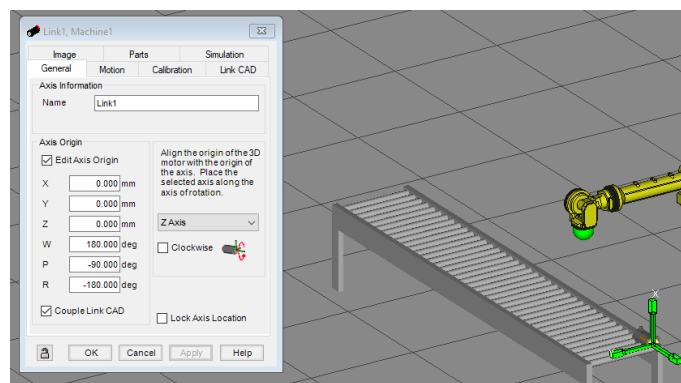 Link1, Machine1
Image Parts Simulation
General Motion Calibration Link CAD
Axis Information
Name Link1
Axis Origin
Edit Axis Origin
X 0.000 mm
Y 0.000 mm
Z 0.000 mm
W 180.000 deg
P -90.000 deg
R -180.000 deg
Couple Link CAD
Align the origin of the 3D
motor with the origin of
the axis. Place the
selected axis along the
axis of rotation.
Z Axis
Clockwise
Lock Axis Location
OK Cancel Apply Help
X